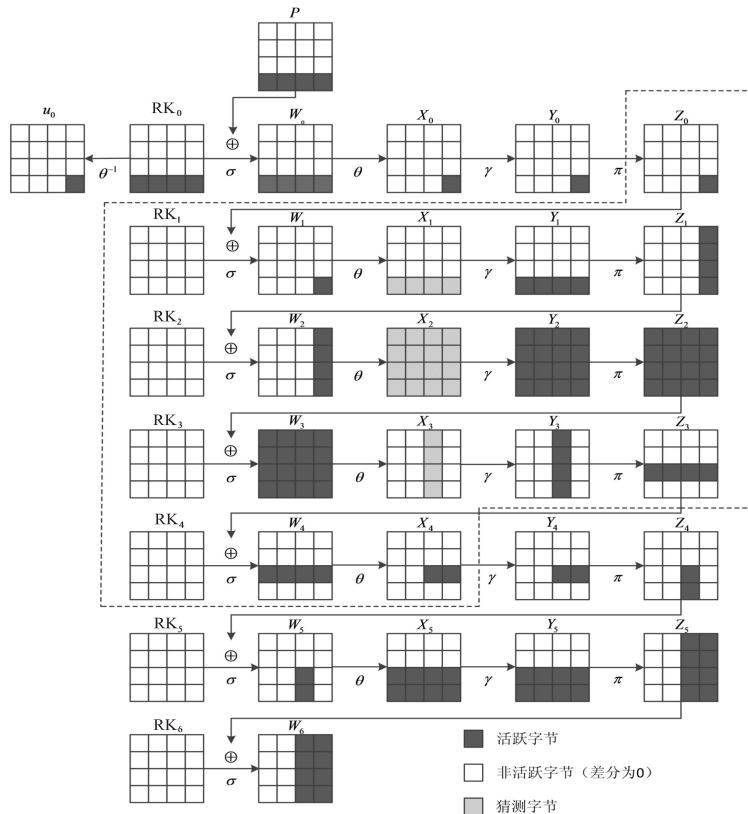 P
u₀ RK₀ W₀ X₀ Y₀ Z₀
θ⁻¹ ⊕ σ θ γ π
RK₁ W₁ X₁ Y₁ Z₁
⊕ σ θ γ π
RK₂ W₂ X₂ Y₂ Z₂
⊕ σ θ γ π
RK₃ W₃ X₃ Y₃ Z₃
⊕ σ θ γ π
RK₄ W₄ X₄ Y₄ Z₄
⊕ σ θ γ π
RK₅ W₅ X₅ Y₅ Z₅
⊕ σ θ γ π
RK₆ W₆
⊕ σ
活跃字节
非活跃字节（差分为0）
猜测字节